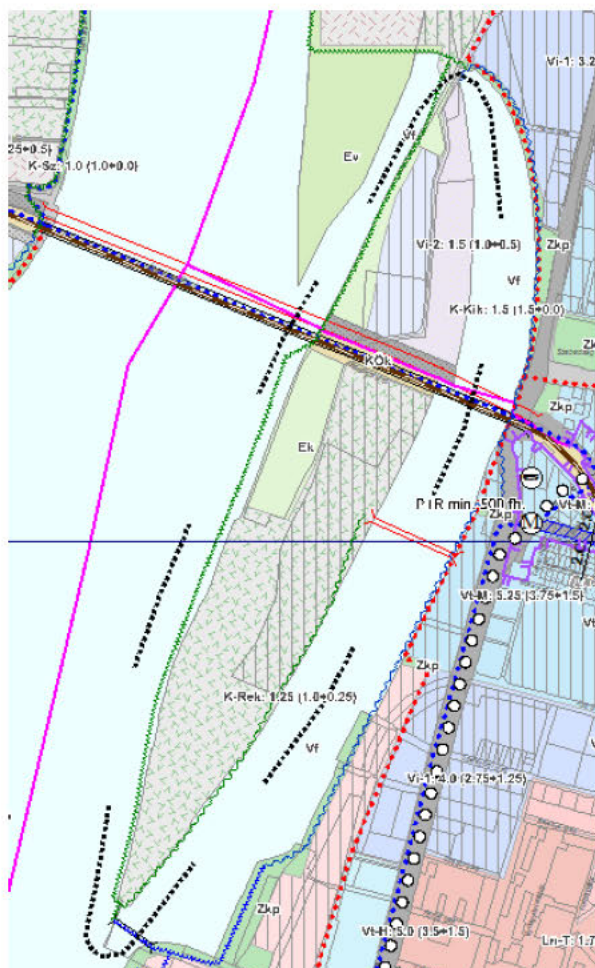 Vi-1: 3.2
25+0.5}
K-Sz: 1.0 {1.0+0.0}
Vf
Ev
Vi-2: 1.5 {1.0+0.5}
Zkp
Vf
K-Kik: 1.5 {1.5+0.0}
KÖk
Zkp
Ek
P+R min. 500 fh.
Vt-M:
Zkp
M
Vt-M: 5.25 {3.75+1.5}
Vt
Zkp
K-Rek: 1.25 {1.0+0.25}
Vf
Vi-1: 4.0 {2.75+1.25}
Zkp
Vt-H: 5.0 {3.5+1.5}
Ln-T: 1.7